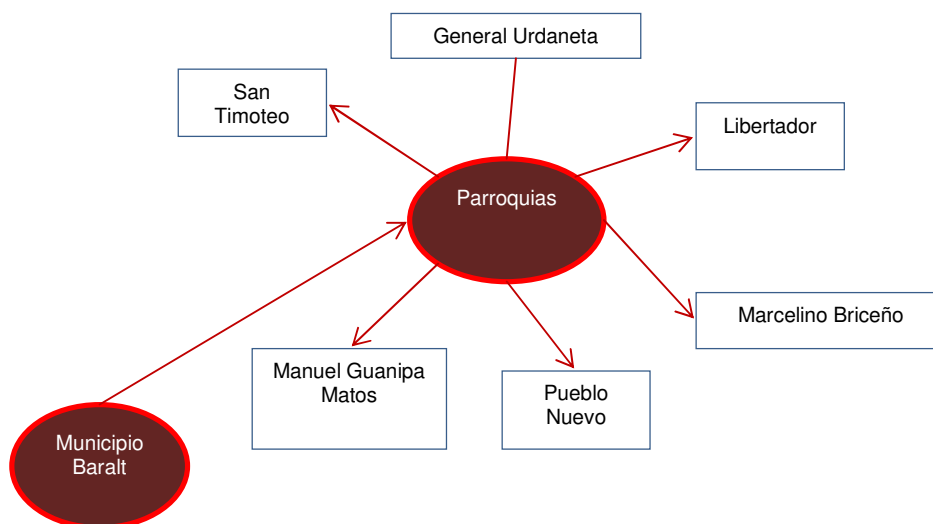 General Urdaneta
San
Timoteo
Libertador
Parroquias
Marcelino Briceño
Manuel Guanipa
Matos
Pueblo
Nuevo
Municipio
Baralt